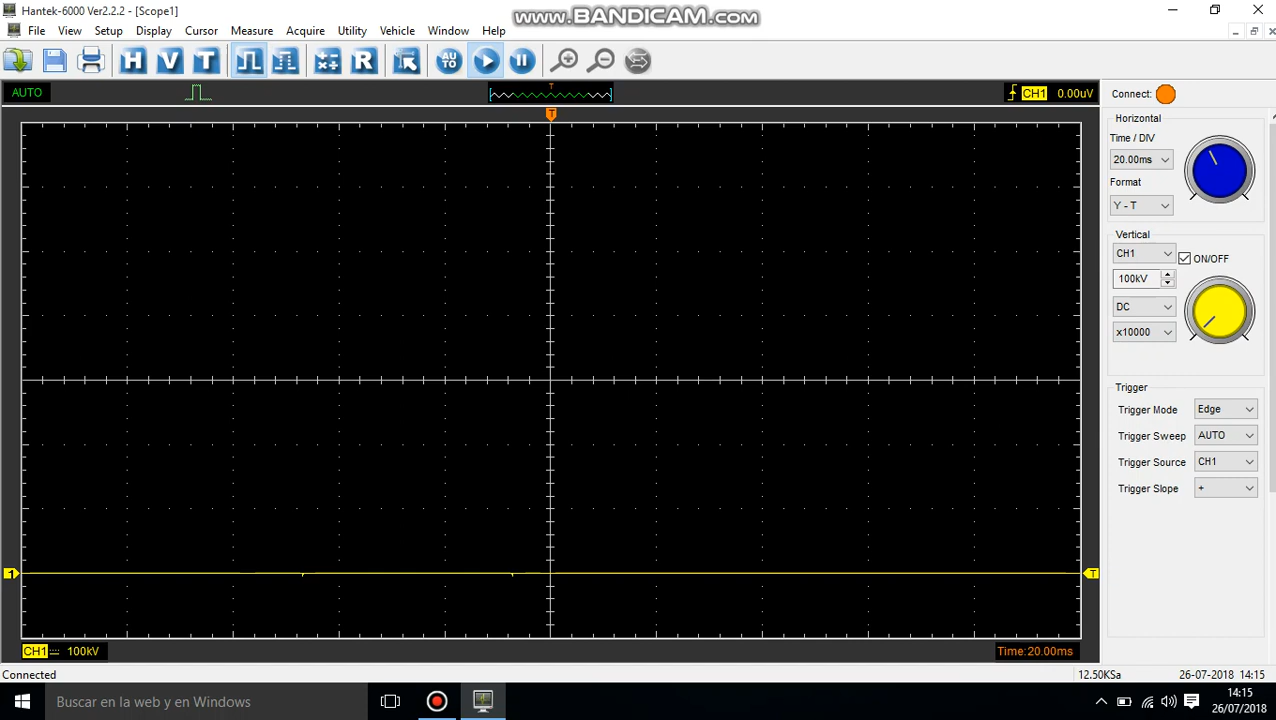 Hantek-6000 Ver2.2.2 - [Scope1]
www.BANDICAM.com
File View Setup Display Cursor Measure Acquire Utility Vehicle Window Help
H V T R AU TO
AUTO
T
CH1 0.00uV
Connect:
T
Horizontal
Time / DIV
20.00ms
Format
Y - T
Vertical
CH1
ON/OFF
100kV
DC
x10000
Trigger
Trigger Mode Edge
Trigger Sweep AUTO
Trigger Source CH1
Trigger Slope +
1
T
CH1 100kV
Time:20.00ms
Connected
12.50KSa 26-07-2018 14:15
Buscar en la web y en Windows
14:15
26/07/2018